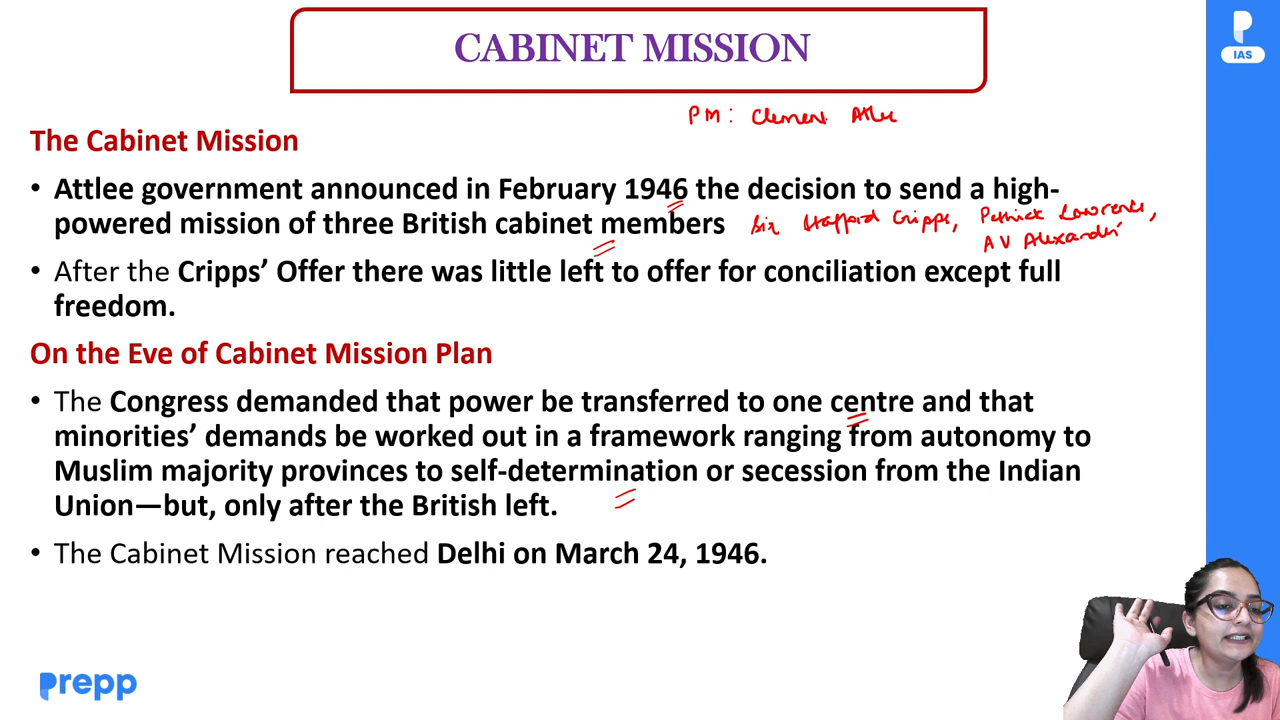 CABINET MISSION
IAS
PM: Clement Atlee
The Cabinet Mission
• Attlee government announced in February 1946 the decision to send a high-
powered mission of three British cabinet members
Sir Stafford Cripps, Pethick Lawrence,
AV Alexander
• After the Cripps’ Offer there was little left to offer for conciliation except full
freedom.
On the Eve of Cabinet Mission Plan
• The Congress demanded that power be transferred to one centre and that
minorities’ demands be worked out in a framework ranging from autonomy to
Muslim majority provinces to self-determination or secession from the Indian
Union—but, only after the British left.
• The Cabinet Mission reached Delhi on March 24, 1946.
prepp